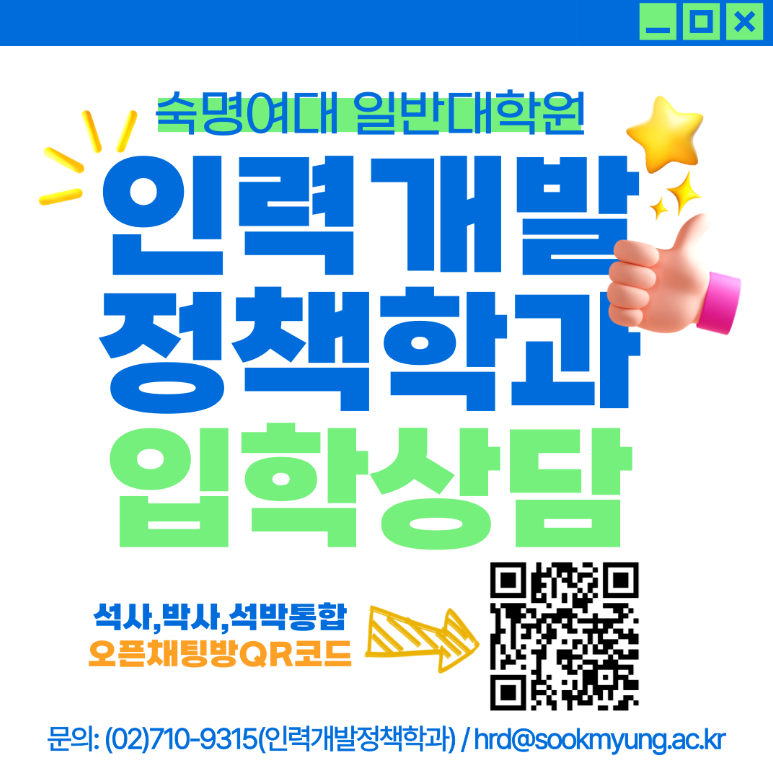 숙명여대 일반대학원
인력개발
정책학과
입학상담
석사,박사,석박통합
오픈채팅방QR코드
문의: (02)710-9315(인력개발정책학과) / hrd@sookmyung.ac.kr